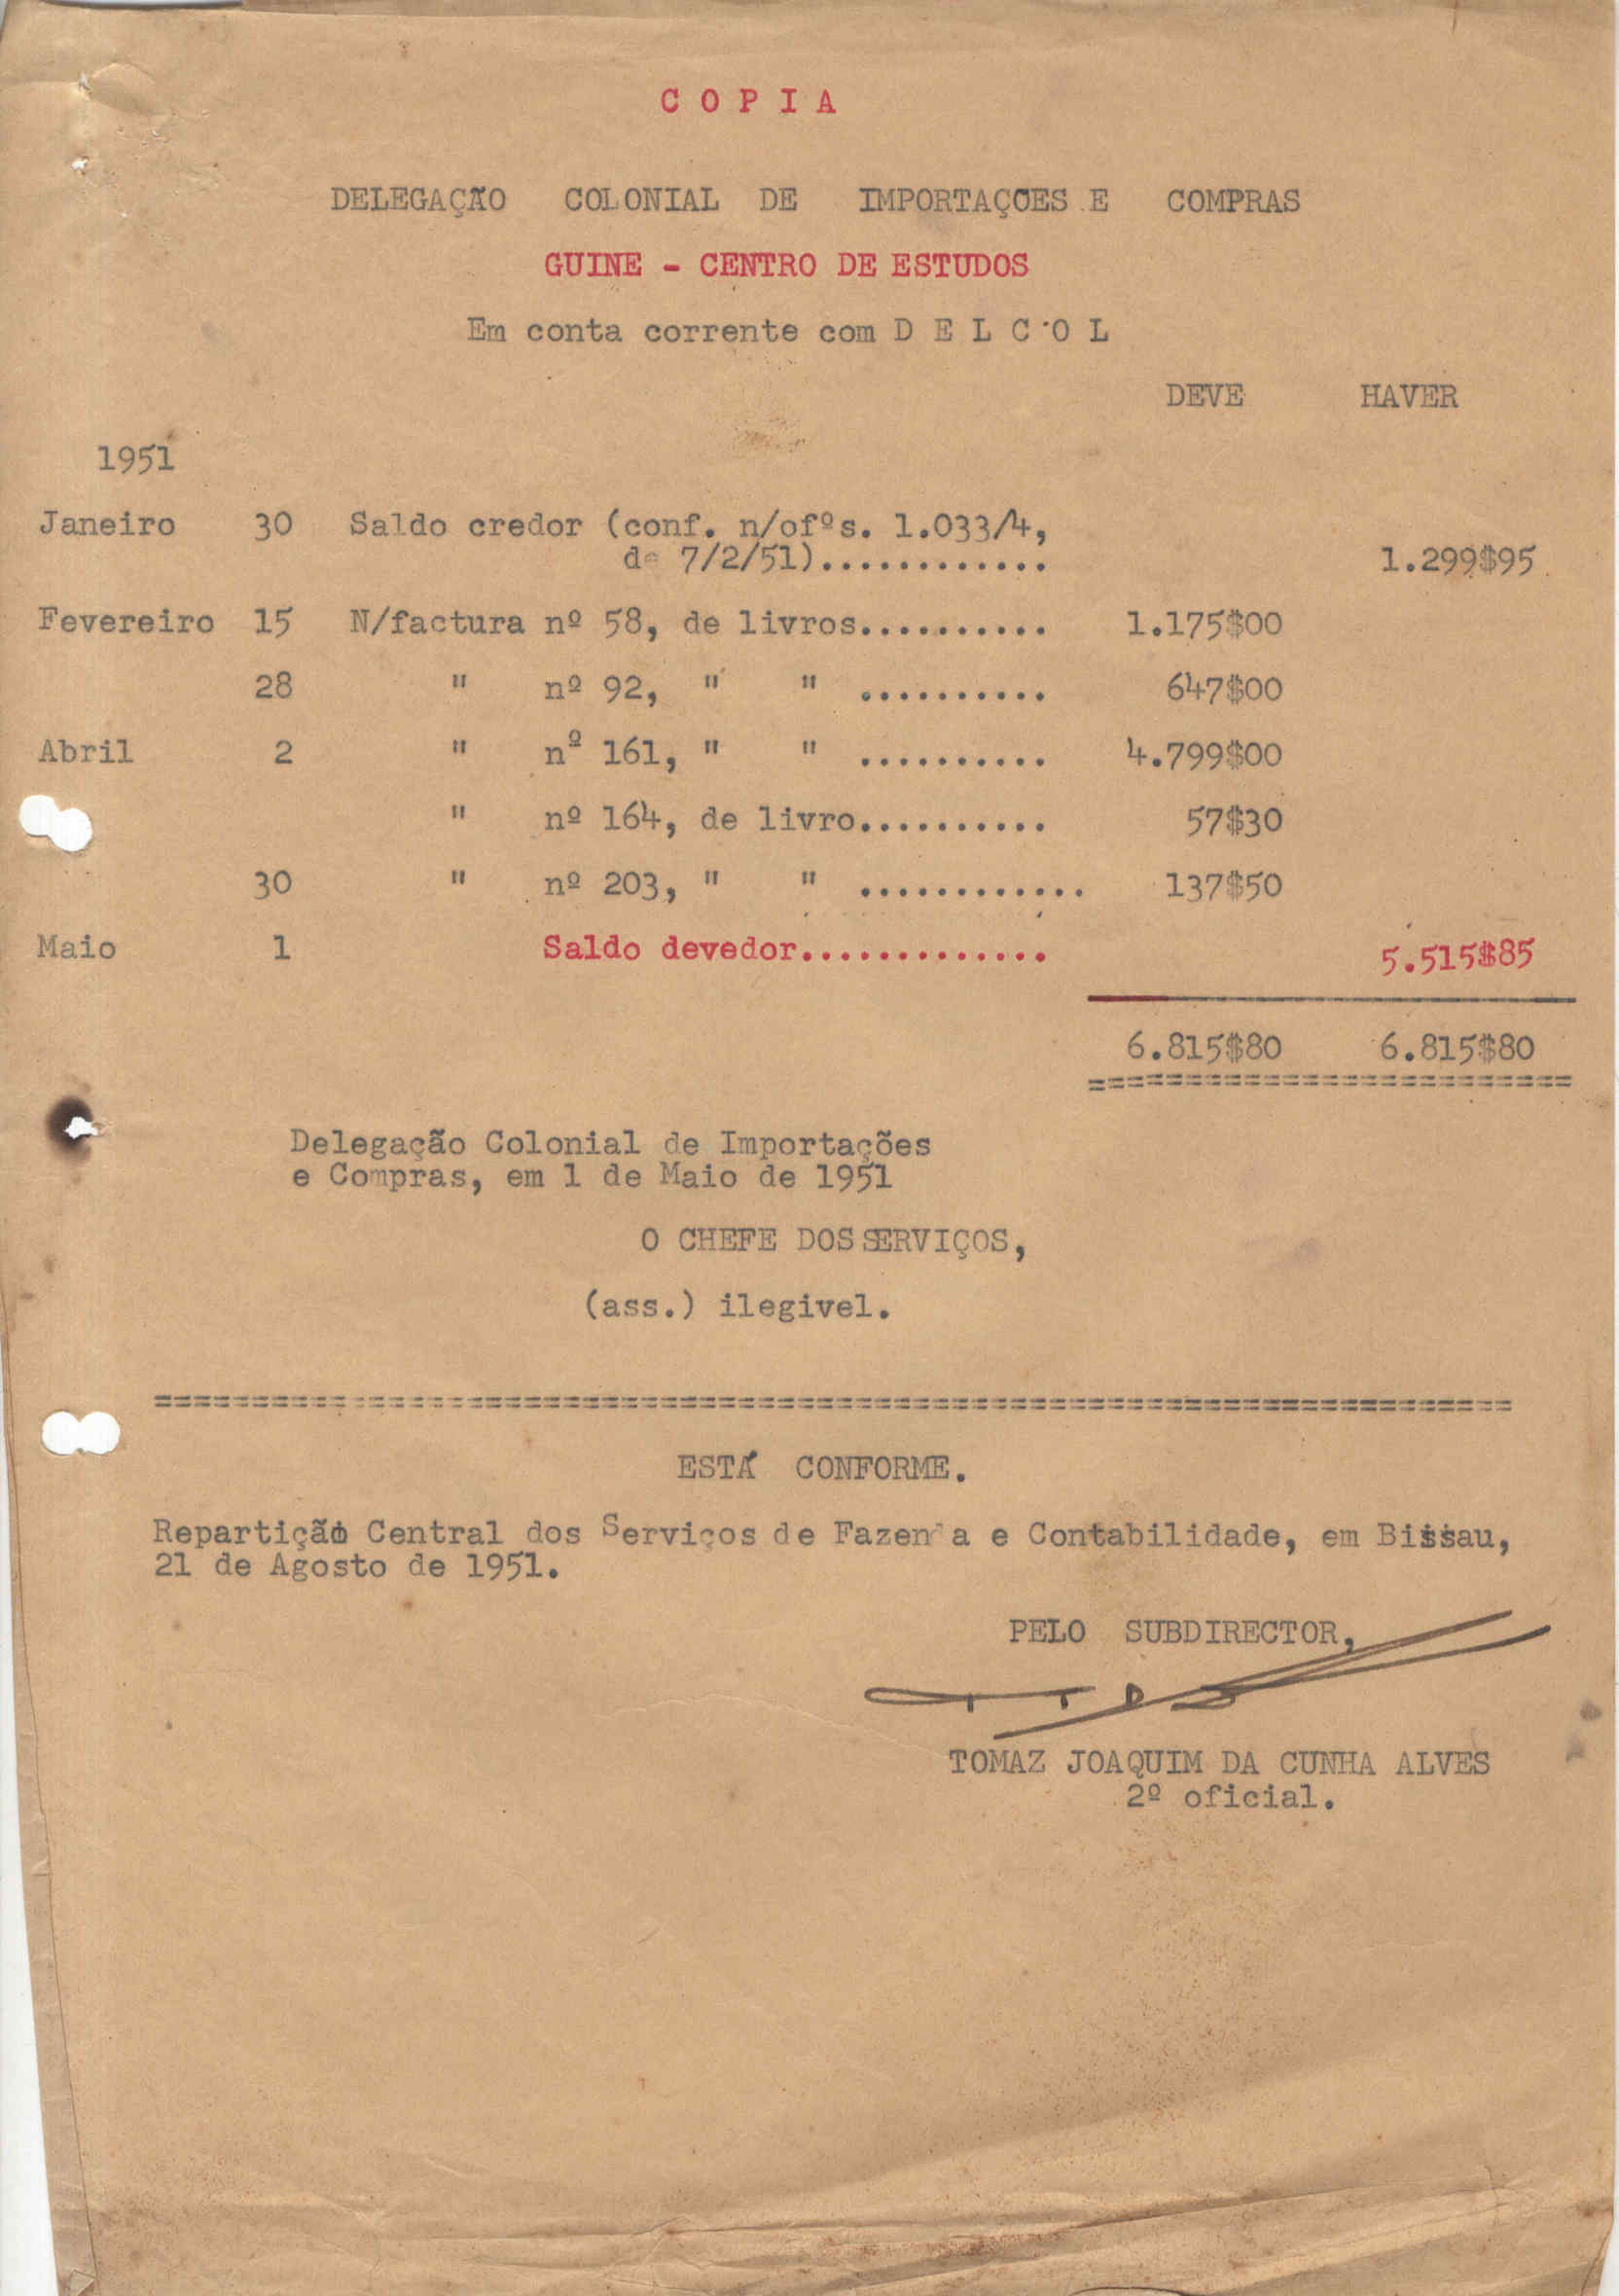 COPIA
DELEGAÇÃO COLONIAL DE IMPORTAÇOES E COMPRAS
GUINE - CENTRO DE ESTUDOS
Em conta corrente com D E L C O L
DEVE HAVER
1951
Janeiro 30 Saldo credor (conf. n/ofºs. 1.033/4,
de 7/2/51)............ 1.299$95
Fevereiro 15 N/factura nº 58, de livros.......... 1.175$00
28 " nº 92, " " .......... 647$00
Abril 2 " nº 161, " " .......... 4.799$00
" nº 164, de livro.......... 57$30
30 " nº 203, " " ............ 137$50
Maio 1 Saldo devedor............. 5.515$85
6.815$80 6.815$80
=========================
Delegação Colonial de Importações
e Compras, em 1 de Maio de 1951
O CHEFE DOS SERVIÇOS,
(ass.) ilegivel.
======================================================================
ESTÁ CONFORME.
Repartição Central dos Serviços de Fazenda e Contabilidade, em Bissau,
21 de Agosto de 1951.
PELO SUBDIRECTOR,
TOMAZ JOAQUIM DA CUNHA ALVES
2º oficial.